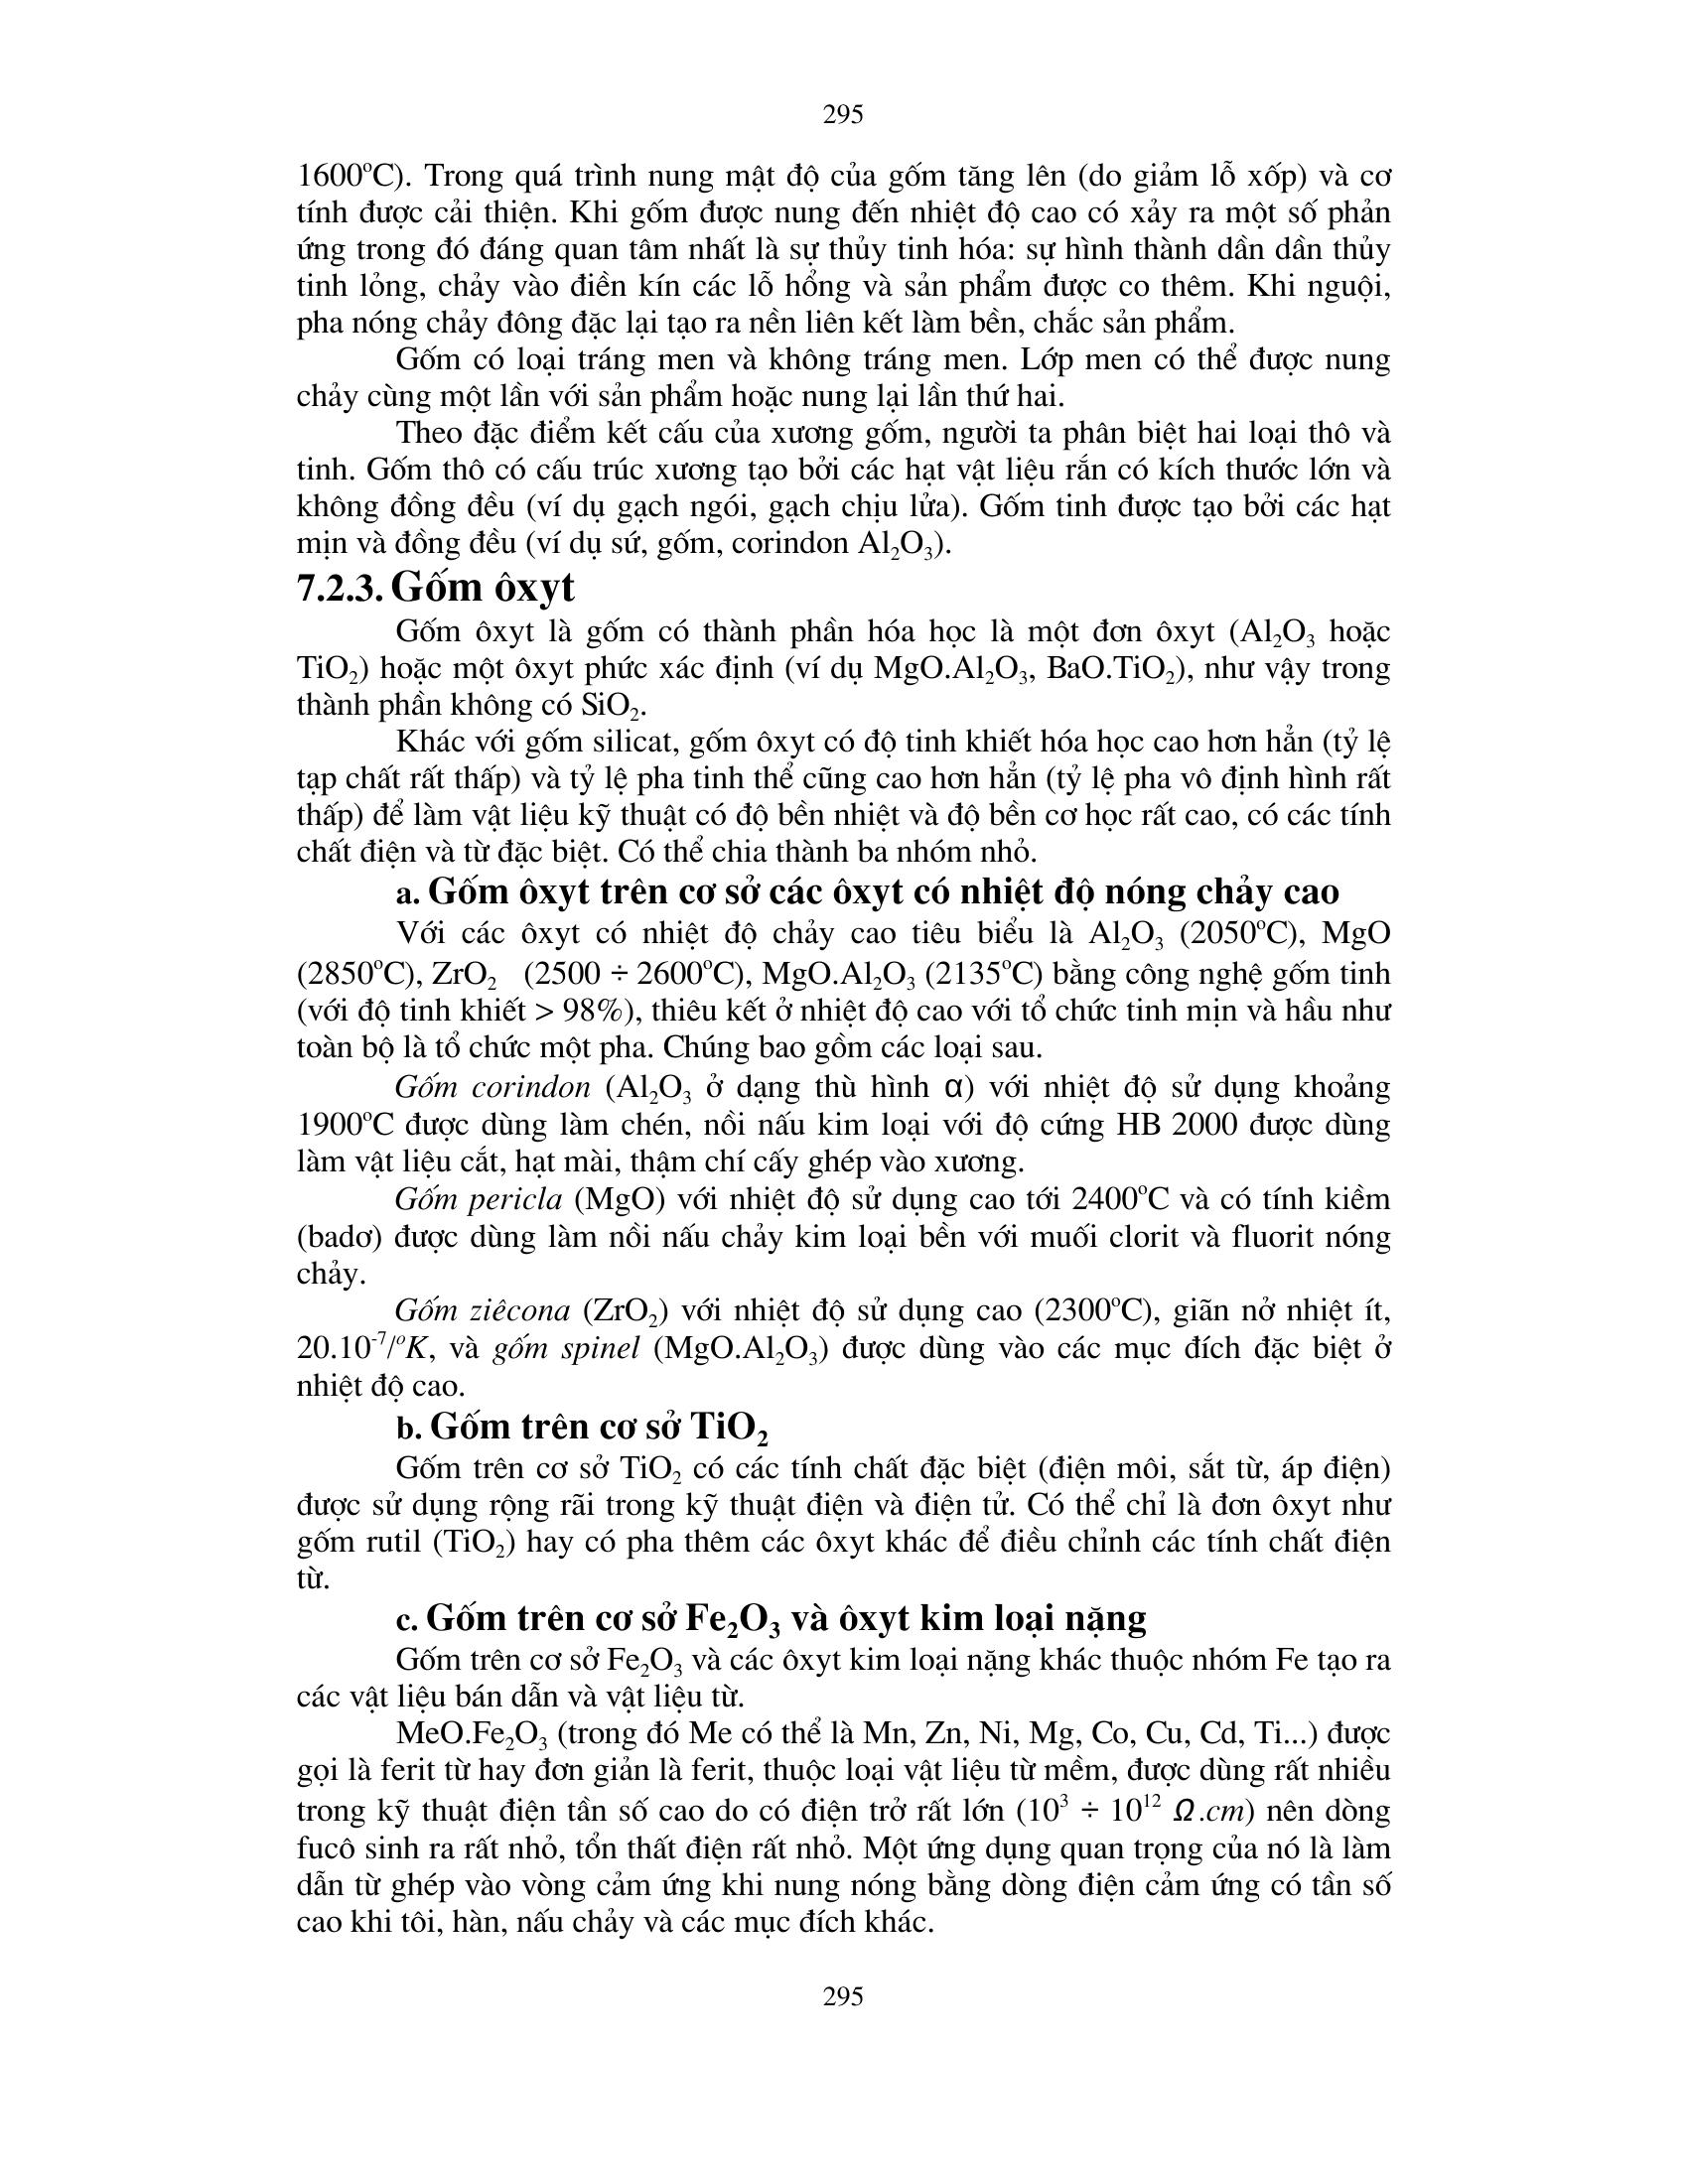 295
1600ºC). Trong quá trình nung mật độ của gốm tăng lên (do giảm lỗ xốp) và cơ
tính được cải thiện. Khi gốm được nung đến nhiệt độ cao có xảy ra một số phản
ứng trong đó đáng quan tâm nhất là sự thủy tinh hóa: sự hình thành dần dần thủy
tinh lỏng, chảy vào điền kín các lỗ hổng và sản phẩm được co thêm. Khi nguội,
pha nóng chảy đông đặc lại tạo ra nền liên kết làm bền, chắc sản phẩm.
Gốm có loại tráng men và không tráng men. Lớp men có thể được nung
chảy cùng một lần với sản phẩm hoặc nung lại lần thứ hai.
Theo đặc điểm kết cấu của xương gốm, người ta phân biệt hai loại thô và
tinh. Gốm thô có cấu trúc xương tạo bởi các hạt vật liệu rắn có kích thước lớn và
không đồng đều (ví dụ gạch ngói, gạch chịu lửa). Gốm tinh được tạo bởi các hạt
mịn và đồng đều (ví dụ sứ, gốm, corindon Al₂O₃).
7.2.3. Gốm ôxyt
Gốm ôxyt là gốm có thành phần hóa học là một đơn ôxyt (Al₂O₃ hoặc
TiO₂) hoặc một ôxyt phức xác định (ví dụ MgO.Al₂O₃, BaO.TiO₂), như vậy trong
thành phần không có SiO₂.
Khác với gốm silicat, gốm ôxyt có độ tinh khiết hóa học cao hơn hẳn (tỷ lệ
tạp chất rất thấp) và tỷ lệ pha tinh thể cũng cao hơn hẳn (tỷ lệ pha vô định hình rất
thấp) để làm vật liệu kỹ thuật có độ bền nhiệt và độ bền cơ học rất cao, có các tính
chất điện và từ đặc biệt. Có thể chia thành ba nhóm nhỏ.
a. Gốm ôxyt trên cơ sở các ôxyt có nhiệt độ nóng chảy cao
Với các ôxyt có nhiệt độ chảy cao tiêu biểu là Al₂O₃ (2050ºC), MgO
(2850ºC), ZrO₂ (2500 ÷ 2600ºC), MgO.Al₂O₃ (2135ºC) bằng công nghệ gốm tinh
(với độ tinh khiết > 98%), thiêu kết ở nhiệt độ cao với tổ chức tinh mịn và hầu như
toàn bộ là tổ chức một pha. Chúng bao gồm các loại sau.
Gốm corindon (Al₂O₃ ở dạng thù hình α) với nhiệt độ sử dụng khoảng
1900ºC được dùng làm chén, nồi nấu kim loại với độ cứng HB 2000 được dùng
làm vật liệu cắt, hạt mài, thậm chí cấy ghép vào xương.
Gốm pericla (MgO) với nhiệt độ sử dụng cao tới 2400ºC và có tính kiềm
(badơ) được dùng làm nồi nấu chảy kim loại bền với muối clorit và fluorit nóng
chảy.
Gốm ziêcona (ZrO₂) với nhiệt độ sử dụng cao (2300ºC), giãn nở nhiệt ít,
20.10⁻⁷/ºK, và gốm spinel (MgO.Al₂O₃) được dùng vào các mục đích đặc biệt ở
nhiệt độ cao.
b. Gốm trên cơ sở TiO₂
Gốm trên cơ sở TiO₂ có các tính chất đặc biệt (điện môi, sắt từ, áp điện)
được sử dụng rộng rãi trong kỹ thuật điện và điện tử. Có thể chỉ là đơn ôxyt như
gốm rutil (TiO₂) hay có pha thêm các ôxyt khác để điều chỉnh các tính chất điện
từ.
c. Gốm trên cơ sở Fe₂O₃ và ôxyt kim loại nặng
Gốm trên cơ sở Fe₂O₃ và các ôxyt kim loại nặng khác thuộc nhóm Fe tạo ra
các vật liệu bán dẫn và vật liệu từ.
MeO.Fe₂O₃ (trong đó Me có thể là Mn, Zn, Ni, Mg, Co, Cu, Cd, Ti...) được
gọi là ferit từ hay đơn giản là ferit, thuộc loại vật liệu từ mềm, được dùng rất nhiều
trong kỹ thuật điện tần số cao do có điện trở rất lớn (10³ ÷ 10¹² Ω.cm) nên dòng
fucô sinh ra rất nhỏ, tổn thất điện rất nhỏ. Một ứng dụng quan trọng của nó là làm
dẫn từ ghép vào vòng cảm ứng khi nung nóng bằng dòng điện cảm ứng có tần số
cao khi tôi, hàn, nấu chảy và các mục đích khác.
295